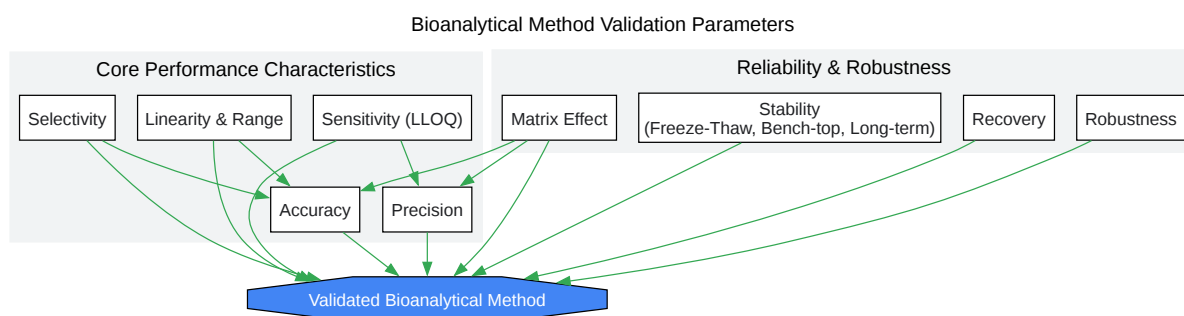 Bioanalytical Method Validation Parameters
Core Performance Characteristics
Reliability & Robustness
Selectivity
Linearity & Range
Sensitivity (LLOQ)
Matrix Effect
Stability
(Freeze-Thaw, Bench-top, Long-term)
Recovery
Robustness
Accuracy
Precision
Validated Bioanalytical Method